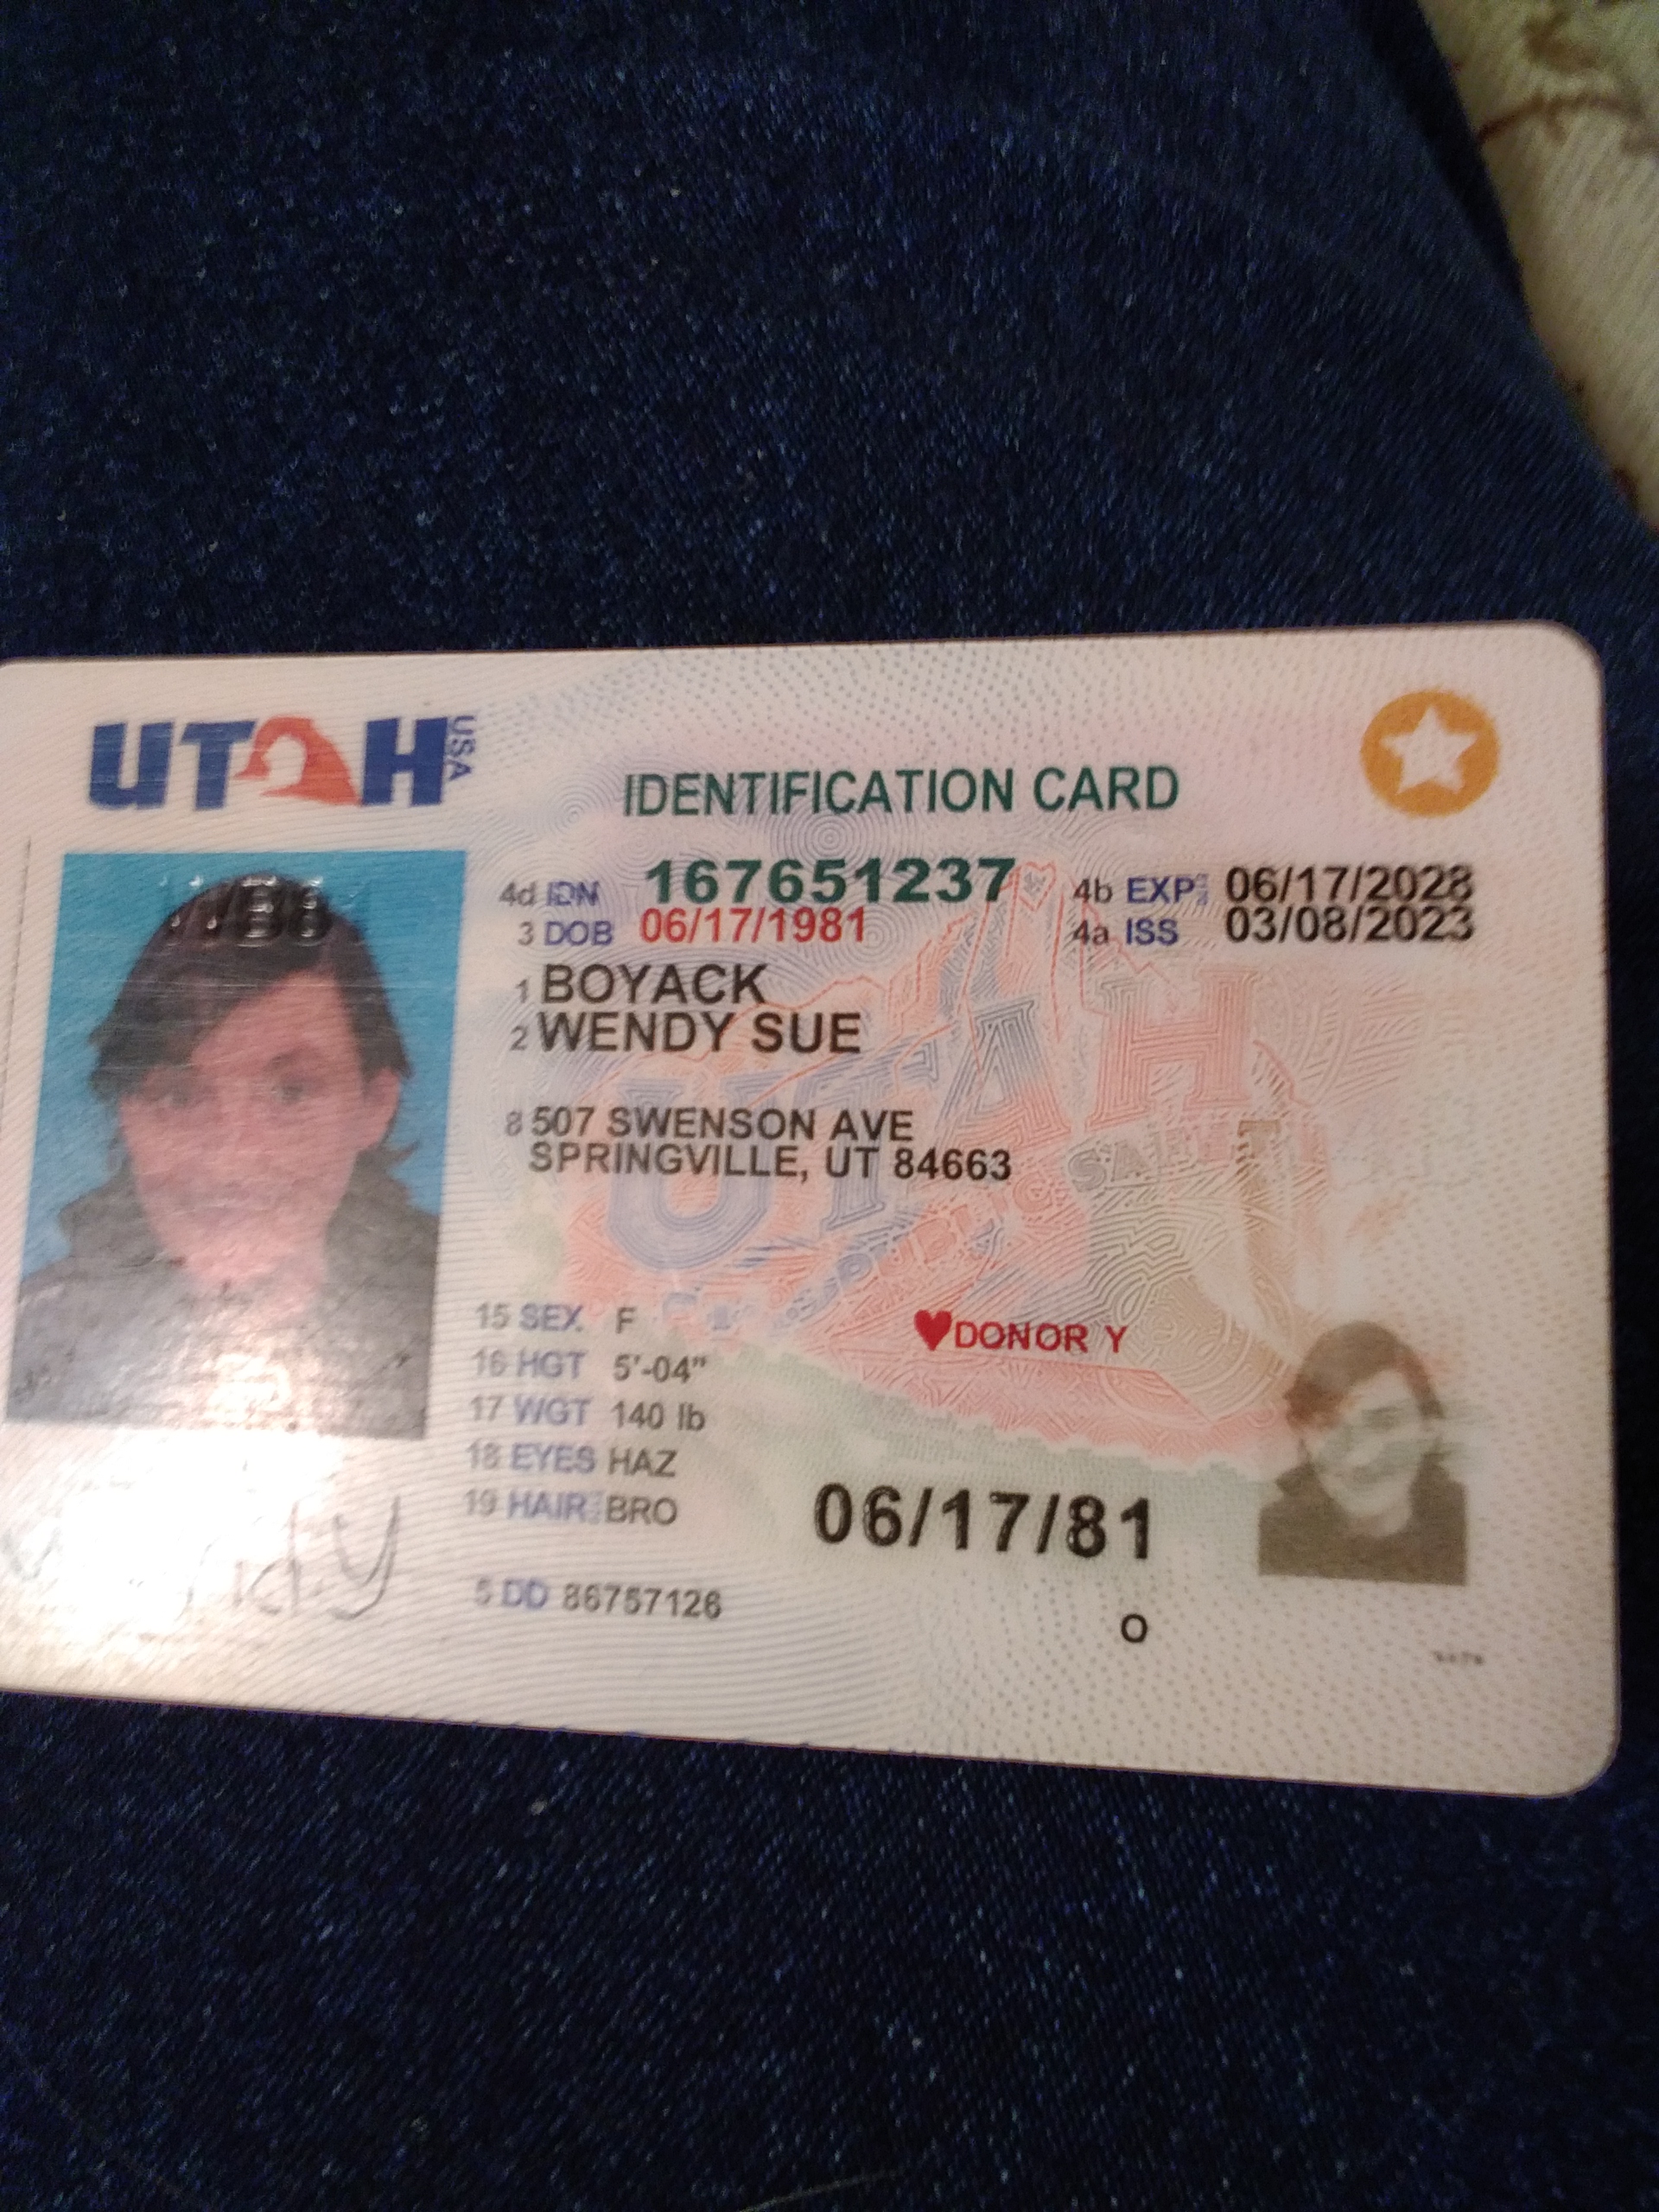 UTAH USA
IDENTIFICATION CARD
4d IDN 167651237
3 DOB 06/17/1981
4b EXP 06/17/2028
4a ISS 03/08/2023
1 BOYACK
2 WENDY SUE
8 507 SWENSON AVE
SPRINGVILLE, UT 84663
UTAH
15 SEX F
16 HGT 5'-04"
17 WGT 140 lb
18 EYES HAZ
19 HAIR BRO
DONOR Y
06/17/81
5 DD 86757126
O